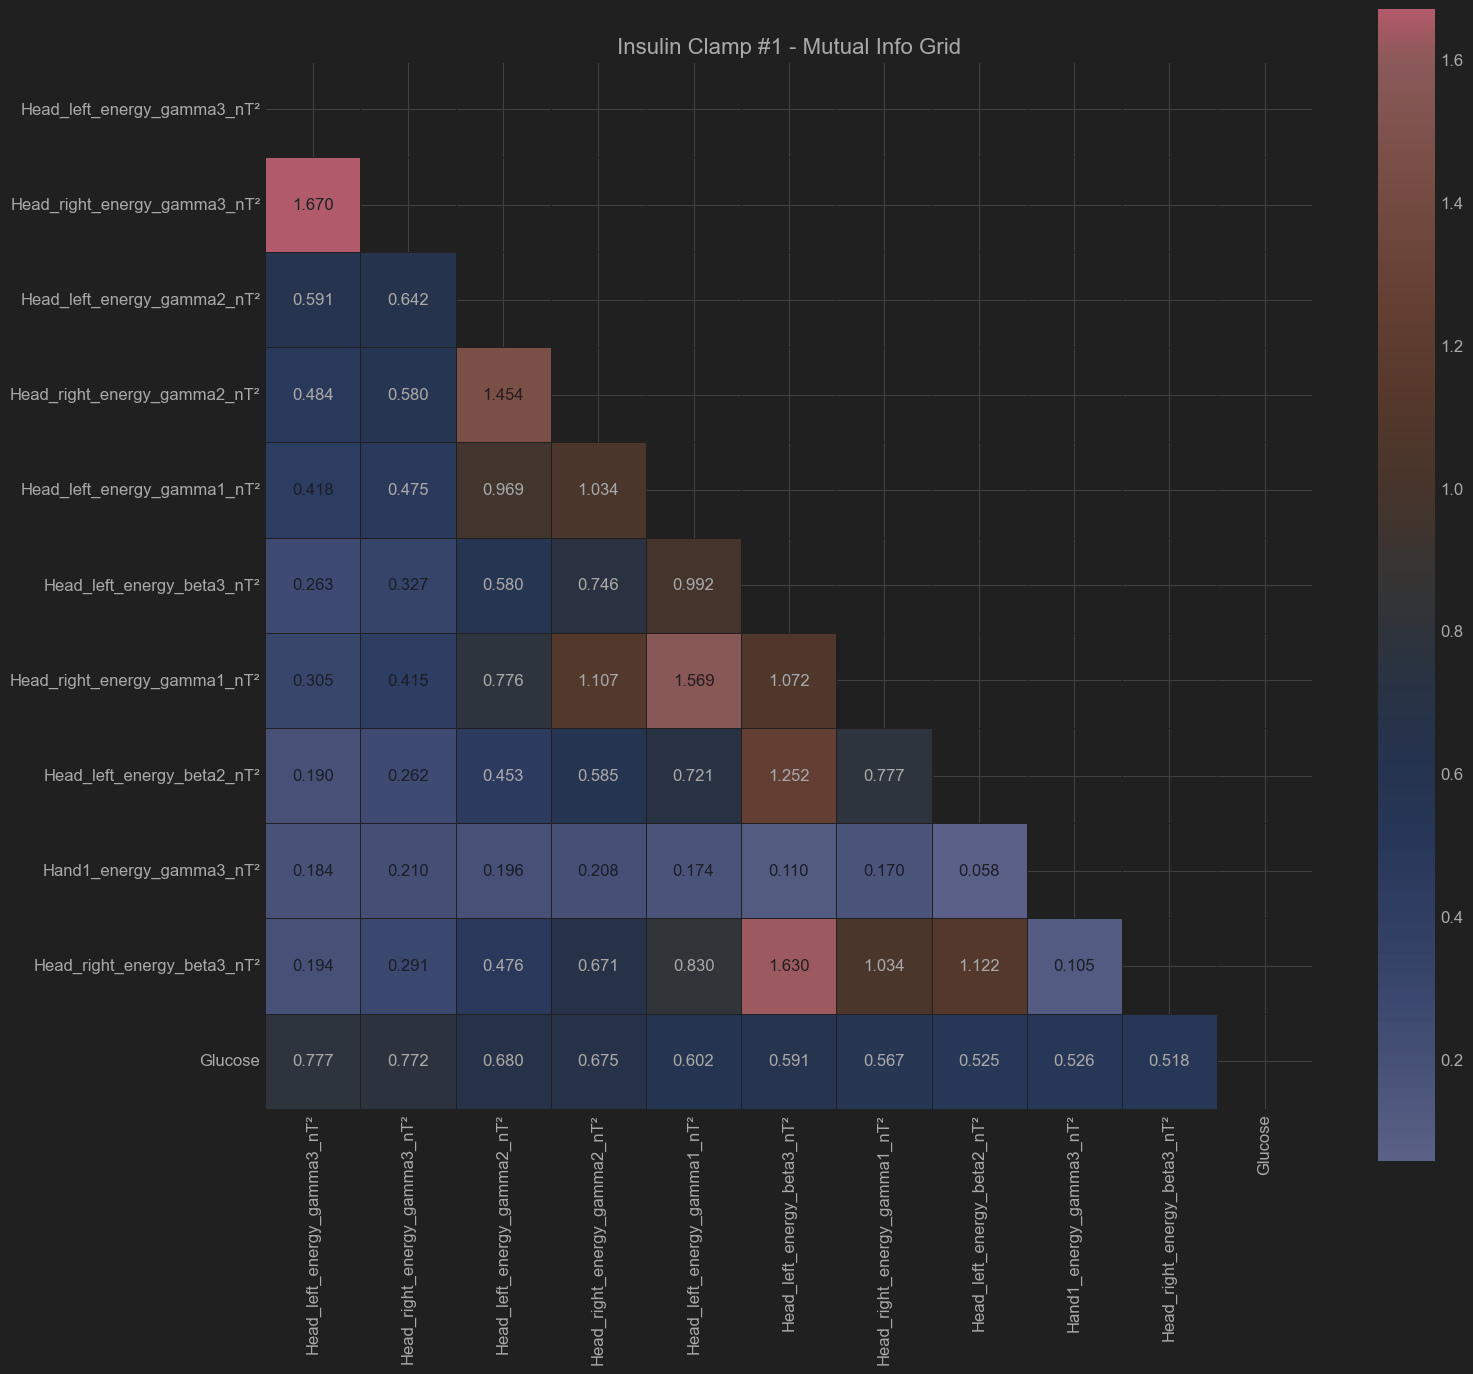 Insulin Clamp #1 - Mutual Info Grid
Head_left_energy_gamma3_nT²
Head_right_energy_gamma3_nT² 1.670
Head_left_energy_gamma2_nT² 0.591 0.642
Head_right_energy_gamma2_nT² 0.484 0.580 1.454
Head_left_energy_gamma1_nT² 0.418 0.475 0.969 1.034
Head_left_energy_beta3_nT² 0.263 0.327 0.580 0.746 0.992
Head_right_energy_gamma1_nT² 0.305 0.415 0.776 1.107 1.569 1.072
Head_left_energy_beta2_nT² 0.190 0.262 0.453 0.585 0.721 1.252 0.777
Hand1_energy_gamma3_nT² 0.184 0.210 0.196 0.208 0.174 0.110 0.170 0.058
Head_right_energy_beta3_nT² 0.194 0.291 0.476 0.671 0.830 1.630 1.034 1.122 0.105
Glucose 0.777 0.772 0.680 0.675 0.602 0.591 0.567 0.525 0.526 0.518
Head_left_energy_gamma3_nT²
Head_right_energy_gamma3_nT²
Head_left_energy_gamma2_nT²
Head_right_energy_gamma2_nT²
Head_left_energy_gamma1_nT²
Head_left_energy_beta3_nT²
Head_right_energy_gamma1_nT²
Head_left_energy_beta2_nT²
Hand1_energy_gamma3_nT²
Head_right_energy_beta3_nT²
Glucose
1.6
1.4
1.2
1.0
0.8
0.6
0.4
0.2